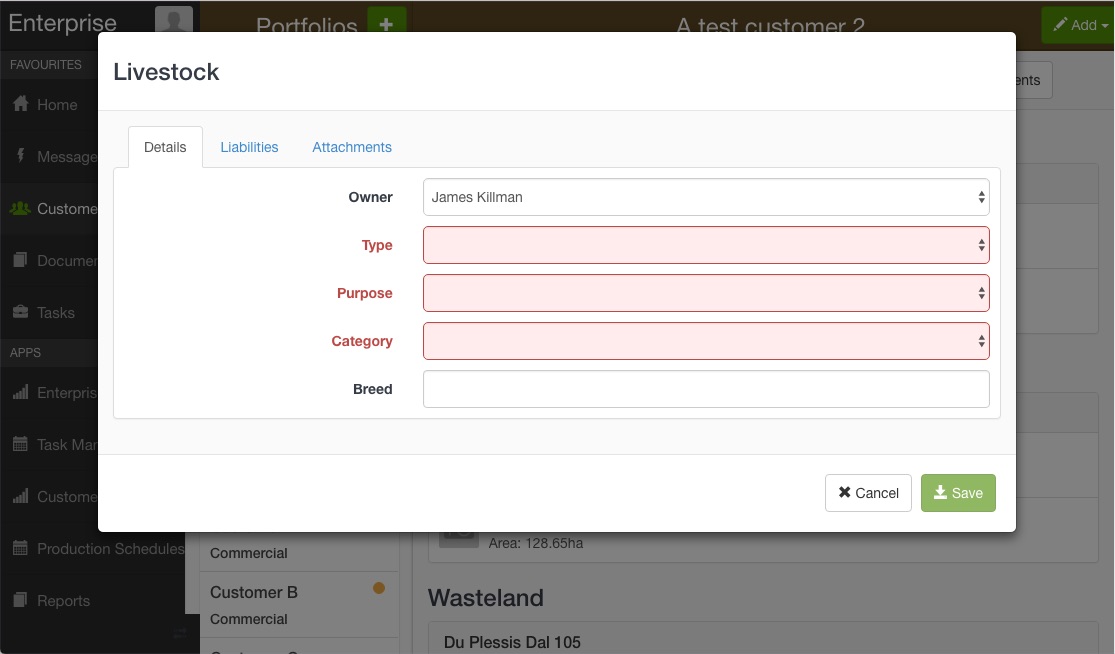 Enterprise
Portfolios
A test customer 2
Add
FAVOURITES
Home
Message
Custome
Documen
Tasks
APPS
Enterpris
Task Mar
Custome
Production Schedules
Reports
ents
Livestock
Details Liabilities Attachments
Owner James Killman
Type
Purpose
Category
Breed
Cancel Save
Commercial
Customer B
Commercial
Area: 128.65ha
Wasteland
Du Plessis Dal 105